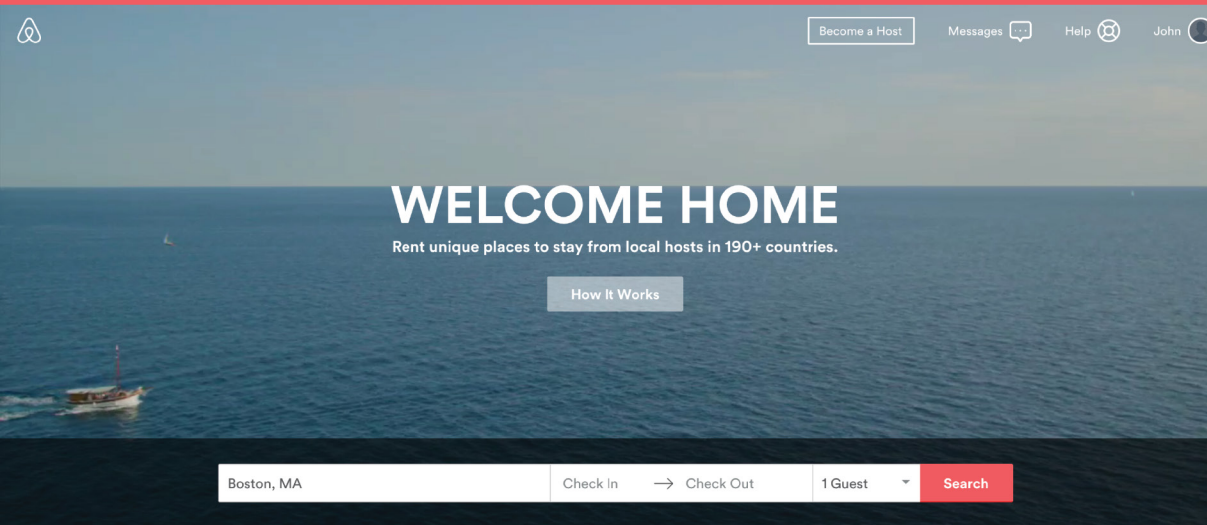 Become a Host Messages Help John
WELCOME HOME
Rent unique places to stay from local hosts in 190+ countries.
How It Works
Boston, MA Check In Check Out 1 Guest Search